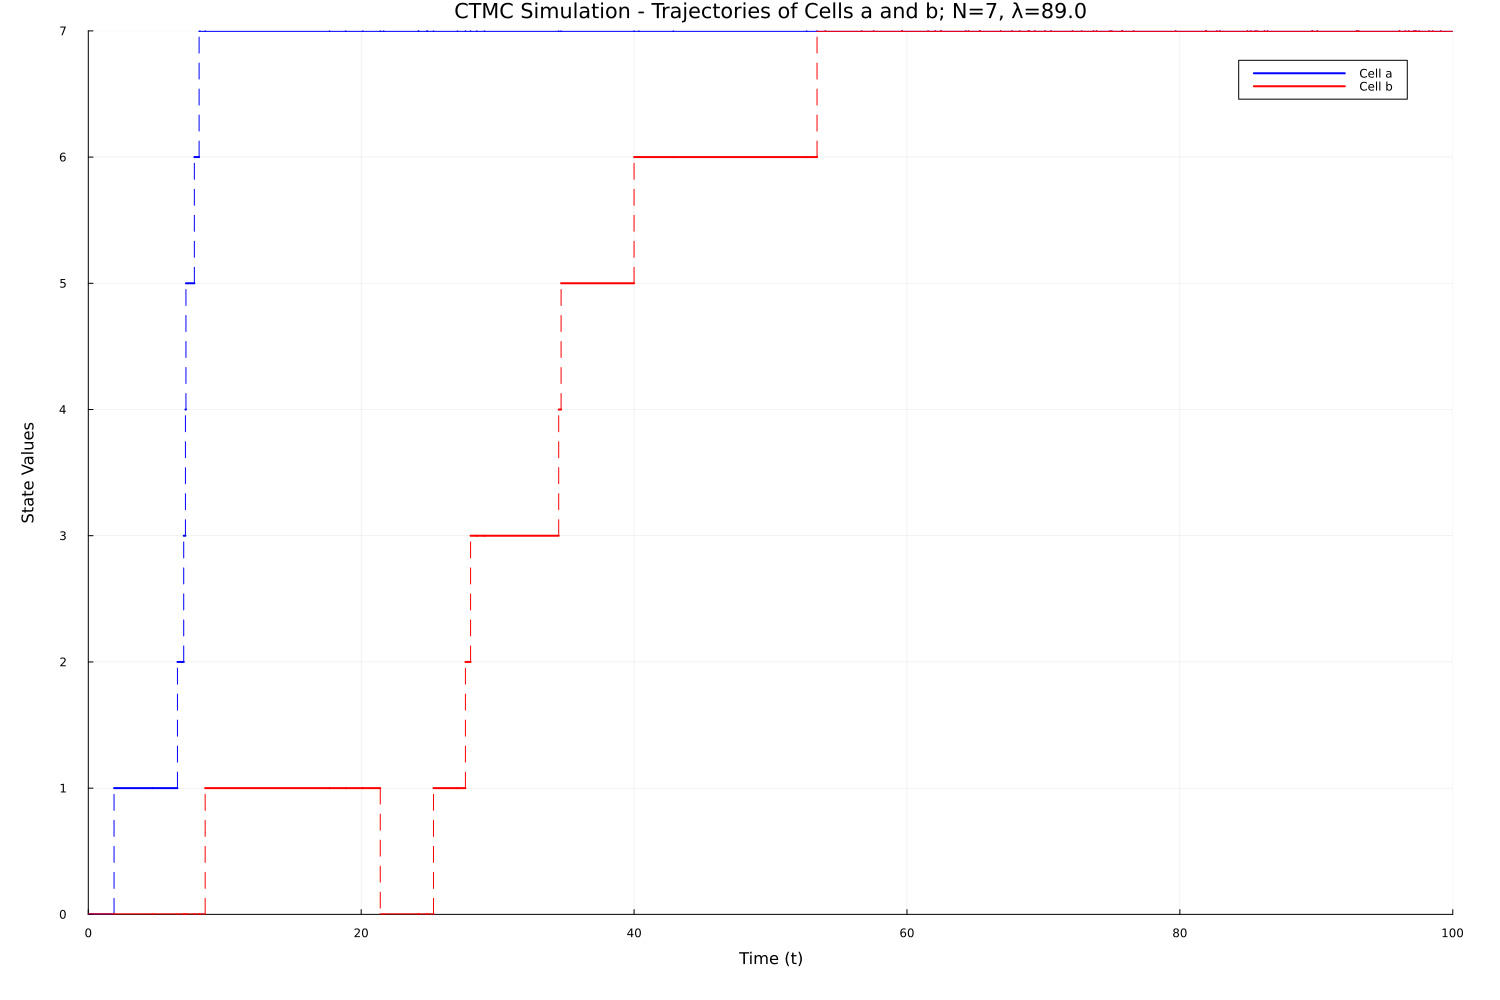 CTMC Simulation - Trajectories of Cells a and b; N=7, λ=89.0
Cell a
Cell b
7
6
5
4
3
2
1
0
State Values
0 20 40 60 80 100
Time (t)